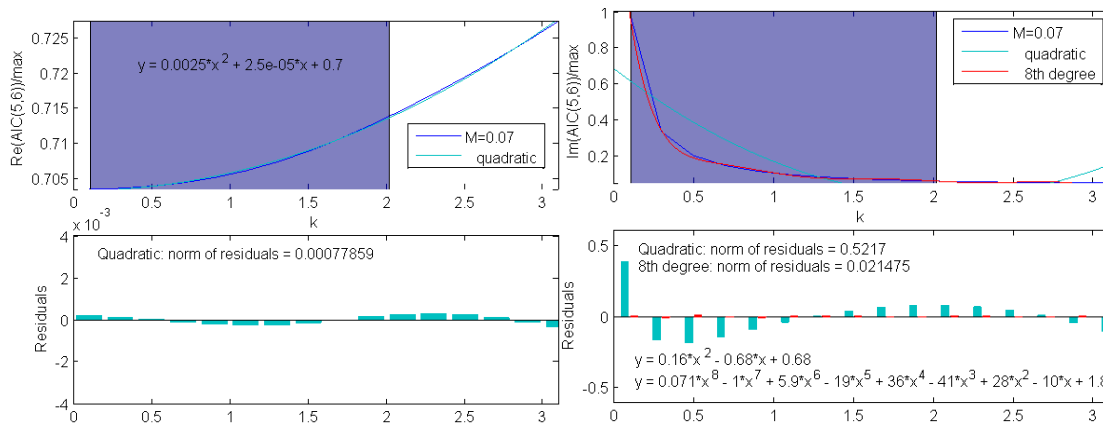 Re(AIC(5,6))/max
0.725
0.72
0.715
0.71
0.705
y = 0.0025*x^2 + 2.5e-05*x + 0.7
M=0.07
quadratic
0 0.5 1 1.5 2 2.5 3
k
Im(AIC(5,6))/max
1
0.8
0.6
0.4
0.2
M=0.07
quadratic
8th degree
0 0.5 1 1.5 2 2.5 3
k
x 10^-3
Residuals
4
2
0
-2
-4
Quadratic: norm of residuals = 0.00077859
0 0.5 1 1.5 2 2.5 3
Residuals
0.5
0
-0.5
Quadratic: norm of residuals = 0.5217
8th degree: norm of residuals = 0.021475
y = 0.16*x^2 - 0.68*x + 0.68
y = 0.071*x^8 - 1*x^7 + 5.9*x^6 - 19*x^5 + 36*x^4 - 41*x^3 + 28*x^2 - 10*x + 1.8
0 0.5 1 1.5 2 2.5 3